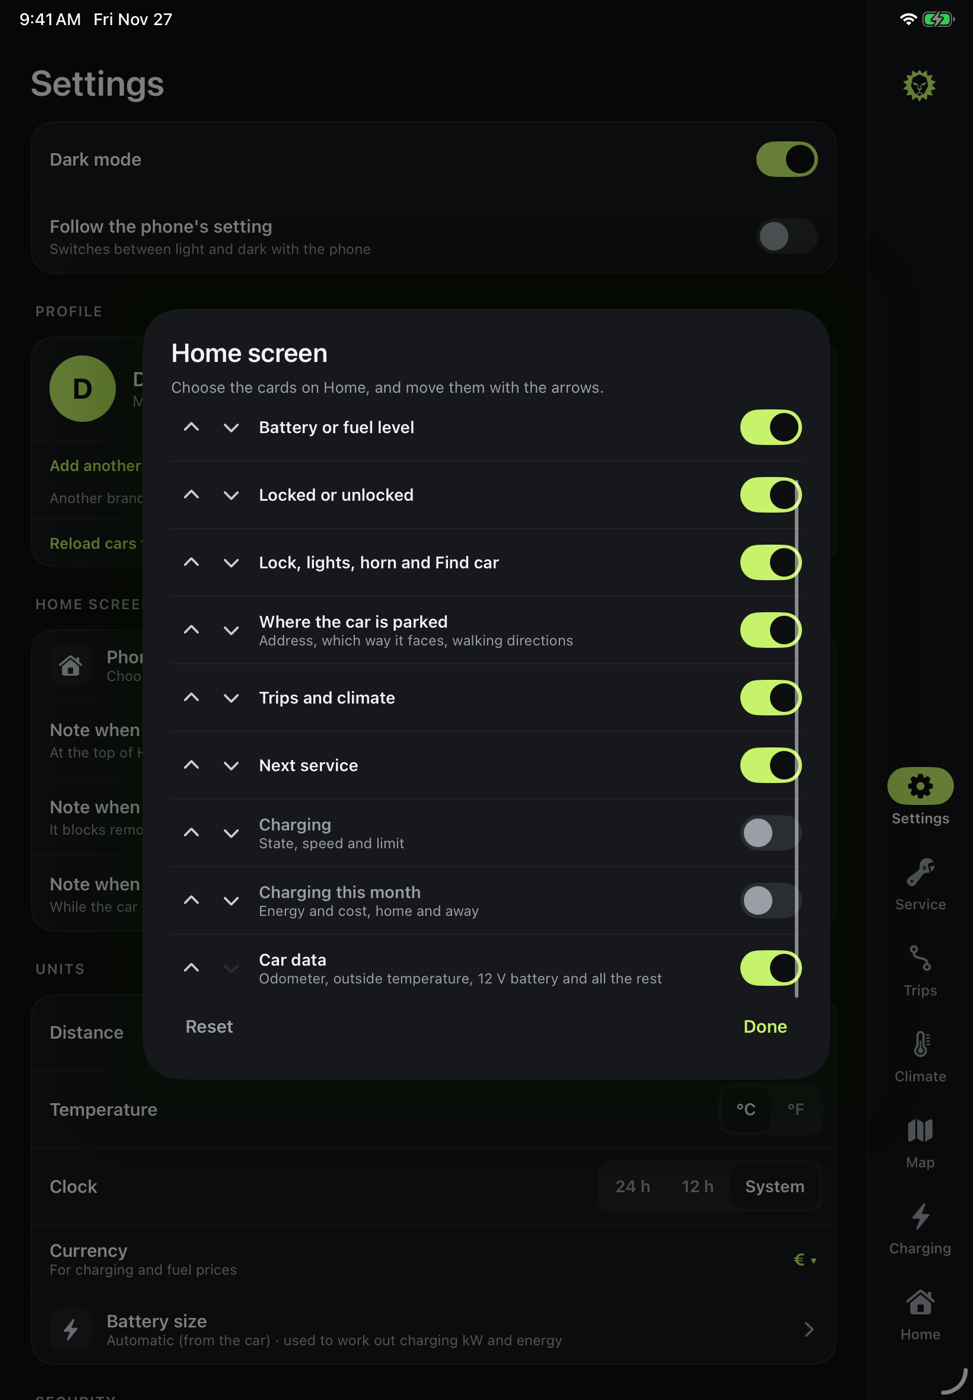 9:41 AM Fri Nov 27
Settings
Dark mode
Follow the phone's setting
Switches between light and dark with the phone
PROFILE
D
Add another
Another
Reload cars
HOME
Home screen
Choose the cards on Home, and move them with the arrows.
Battery or fuel level
Locked or unlocked
Lock, lights, horn and Find car
Where the car is parked
Address, which way it faces, walking directions
Trips and climate
Next service
Charging
State, speed and limit
Charging this month
Energy and cost, home and away
Car data
Odometer, outside temperature, 12 V battery and all the rest
Reset
Done
Note when
At the top of
Note when
It blocks
Note when
While the car
UNITS
Distance
Temperature
°C °F
Clock
24 h 12 h System
Currency
For charging and fuel prices
€
Battery size
Automatic (from the car) · used to work out charging kW and energy
Settings
Service
Trips
Climate
Map
Charging
Home